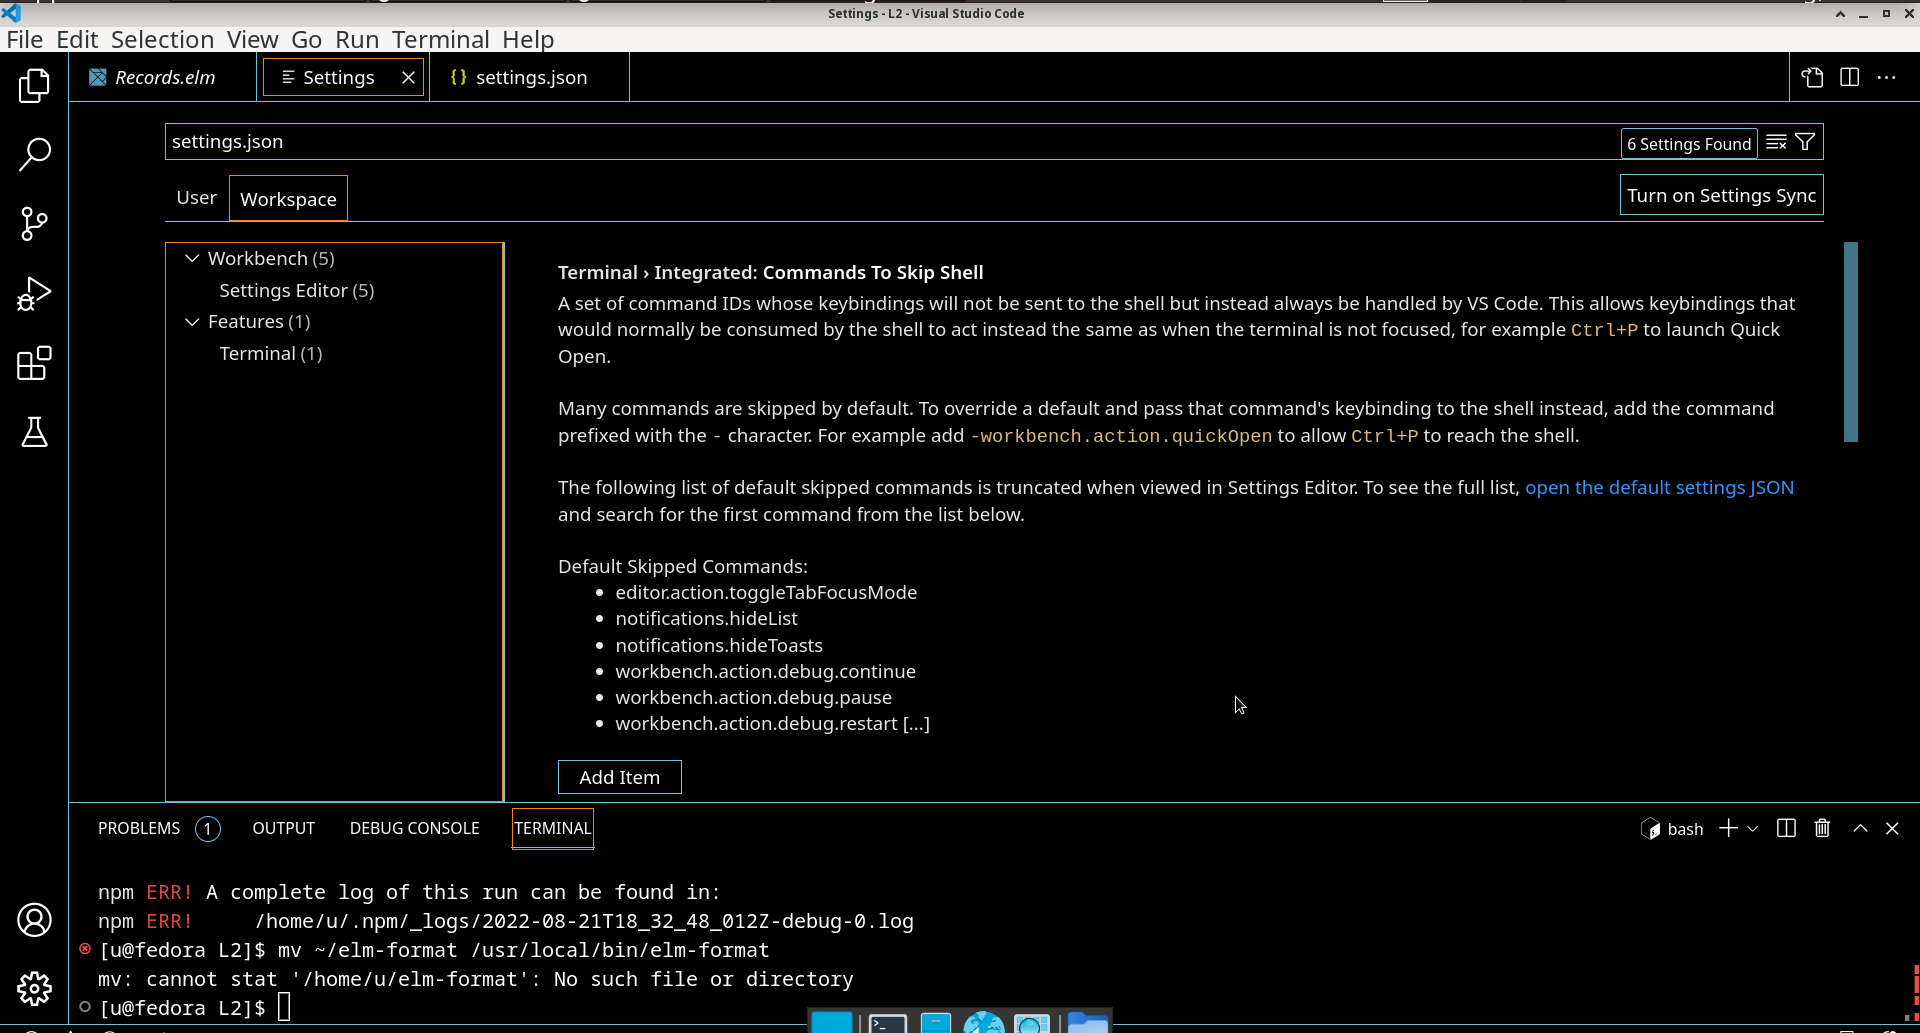 Settings - L2 - Visual Studio Code
File Edit Selection View Go Run Terminal Help
Records.elm
Settings
{} settings.json
settings.json
6 Settings Found
User
Workspace
Turn on Settings Sync
Workbench (5)
Settings Editor (5)
Features (1)
Terminal (1)
Terminal › Integrated: Commands To Skip Shell
A set of command IDs whose keybindings will not be sent to the shell but instead always be handled by VS Code. This allows keybindings that
would normally be consumed by the shell to act instead the same as when the terminal is not focused, for example Ctrl+P to launch Quick
Open.
Many commands are skipped by default. To override a default and pass that command's keybinding to the shell instead, add the command
prefixed with the - character. For example add -workbench.action.quickOpen to allow Ctrl+P to reach the shell.
The following list of default skipped commands is truncated when viewed in Settings Editor. To see the full list, open the default settings JSON
and search for the first command from the list below.
Default Skipped Commands:
• editor.action.toggleTabFocusMode
• notifications.hideList
• notifications.hideToasts
• workbench.action.debug.continue
• workbench.action.debug.pause
• workbench.action.debug.restart [...]
Add Item
PROBLEMS 1 OUTPUT DEBUG CONSOLE TERMINAL
bash
npm ERR! A complete log of this run can be found in:
npm ERR!     /home/u/.npm/_logs/2022-08-21T18_32_48_012Z-debug-0.log
[u@fedora L2]$ mv ~/elm-format /usr/local/bin/elm-format
mv: cannot stat '/home/u/elm-format': No such file or directory
[u@fedora L2]$